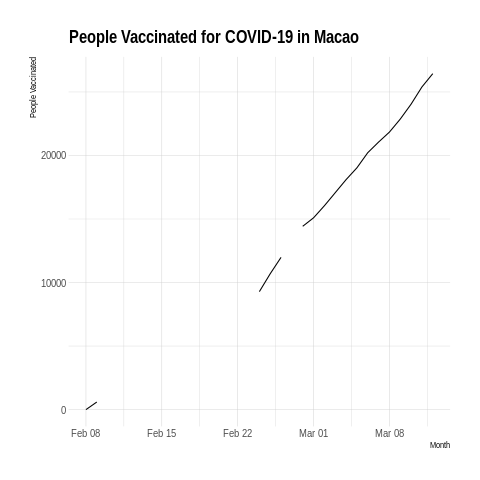 People Vaccinated for COVID-19 in Macao
People Vaccinated
20000
10000
0
Feb 08
Feb 15
Feb 22
Mar 01
Mar 08
Month